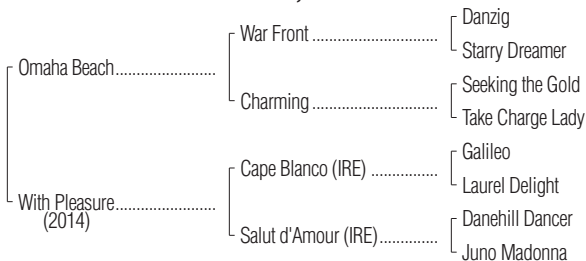 Omaha Beach.......................
War Front .............................
Danzig
Starry Dreamer
Charming..............................
Seeking the Gold
Take Charge Lady
With Pleasure.......................
(2014)
Cape Blanco (IRE) ...............
Galileo
Laurel Delight
Salut d'Amour (IRE)..............
Danehill Dancer
Juno Madonna